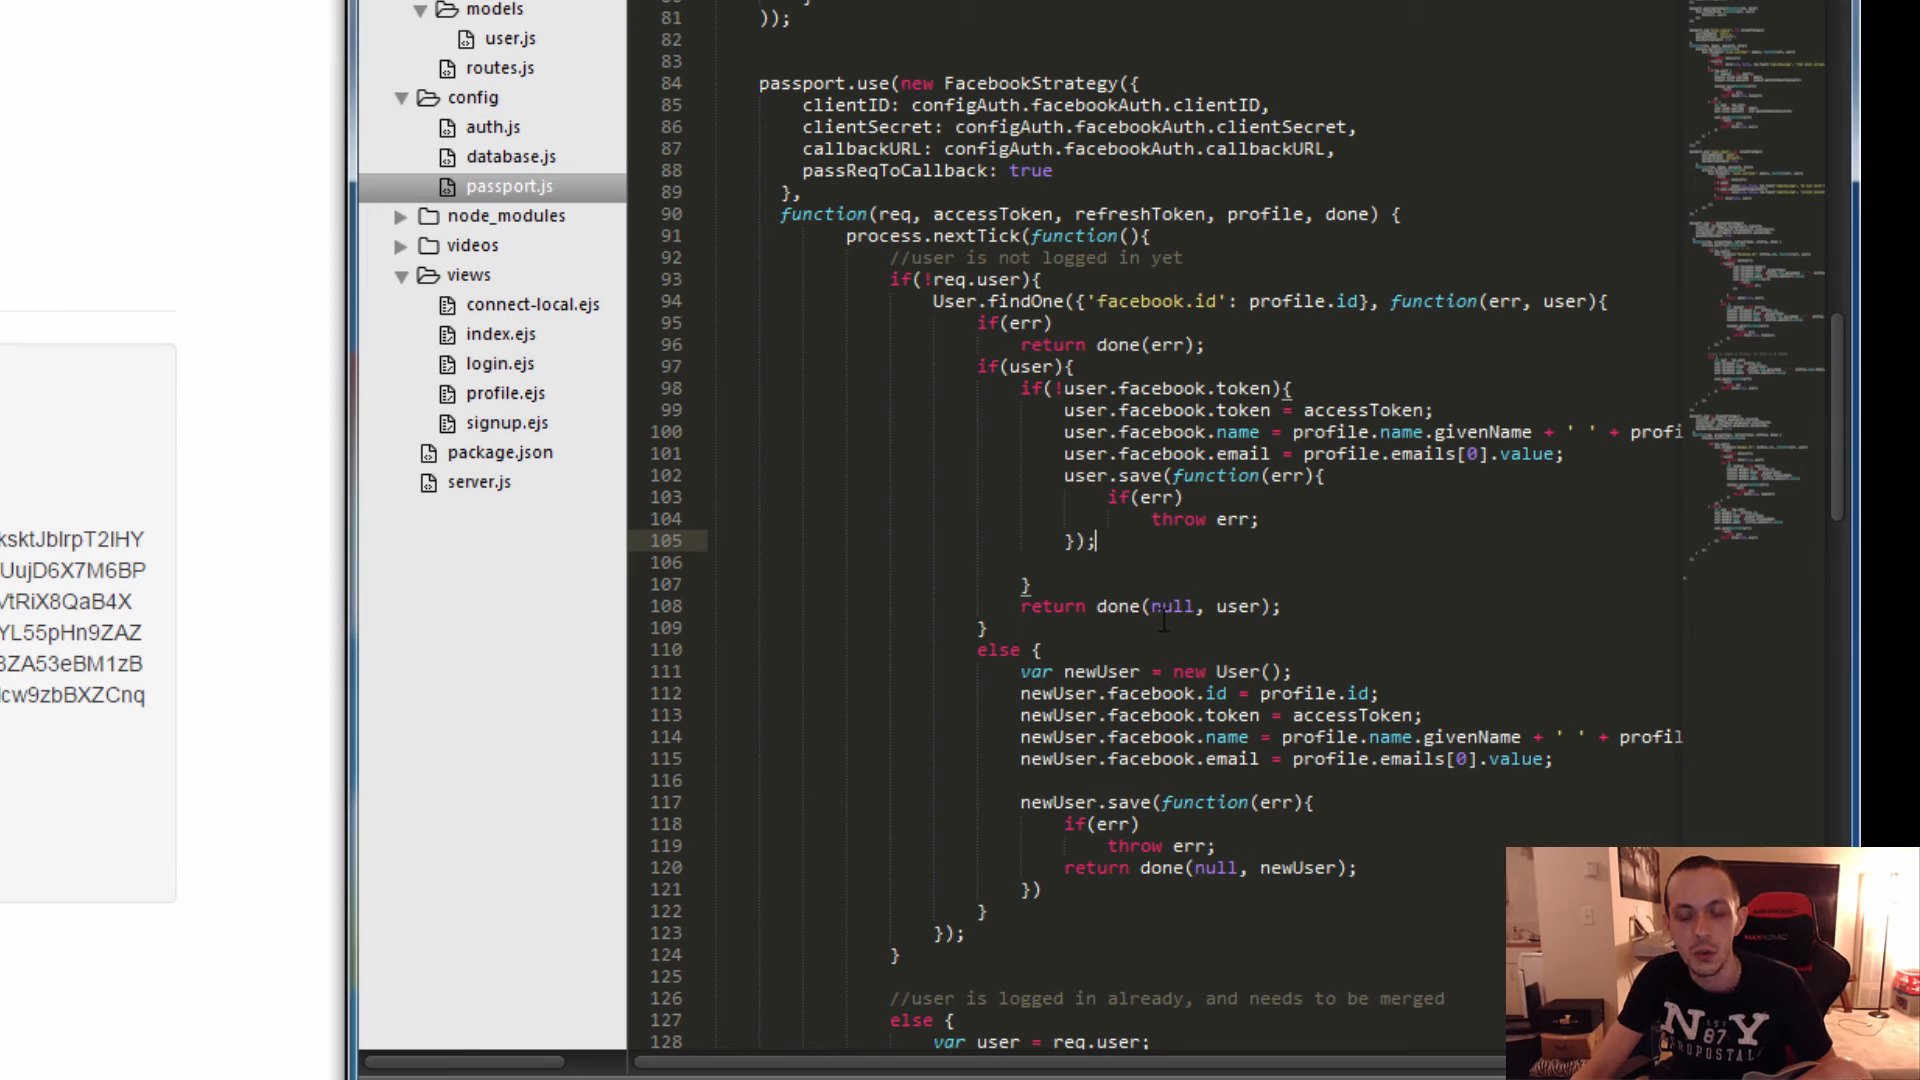 models
user.js
routes.js
config
auth.js
database.js
passport.js
node_modules
videos
views
connect-local.ejs
index.ejs
login.ejs
profile.ejs
signup.ejs
package.json
server.js
ksktJblrpT2lHY
UujD6X7M6BP
VtRiX8QaB4X
YL55pHn9ZAZ
3ZA53eBM1zB
lcw9zbBXZCnq
81 ));
82
83
84 passport.use(new FacebookStrategy({
85 clientID: configAuth.facebookAuth.clientID,
86 clientSecret: configAuth.facebookAuth.clientSecret,
87 callbackURL: configAuth.facebookAuth.callbackURL,
88 passReqToCallback: true
89 },
90 function(req, accessToken, refreshToken, profile, done) {
91 process.nextTick(function(){
92 //user is not logged in yet
93 if(!req.user){
94 User.findOne({'facebook.id': profile.id}, function(err, user){
95 if(err)
96 return done(err);
97 if(user){
98 if(!user.facebook.token){
99 user.facebook.token = accessToken;
100 user.facebook.name = profile.name.givenName + ' ' + profi
101 user.facebook.email = profile.emails[0].value;
102 user.save(function(err){
103 if(err)
104 throw err;
105 });
106
107 }
108 return done(null, user);
109 }
110 else {
111 var newUser = new User();
112 newUser.facebook.id = profile.id;
113 newUser.facebook.token = accessToken;
114 newUser.facebook.name = profile.name.givenName + ' ' + profil
115 newUser.facebook.email = profile.emails[0].value;
116
117 newUser.save(function(err){
118 if(err)
119 throw err;
120 return done(null, newUser);
121 })
122 }
123 });
124 }
125
126 //user is logged in already, and needs to be merged
127 else {
128 var user = req.user;
NY
87